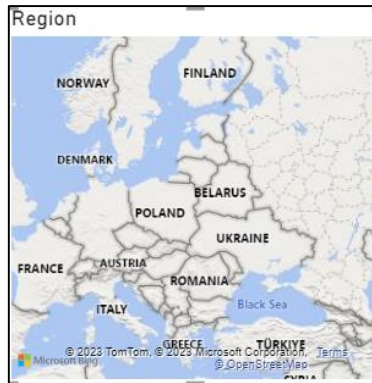 Region
NORWAY
FINLAND
DENMARK
BELARUS
POLAND
UKRAINE
FRANCE
AUSTRIA
ROMANIA
ITALY
Black Sea
GREECE
TÜRKIYE
© 2023 TomTom, © 2023 Microsoft Corporation, Terms
Microsoft Bing
© OpenStreetMap
SYRIA